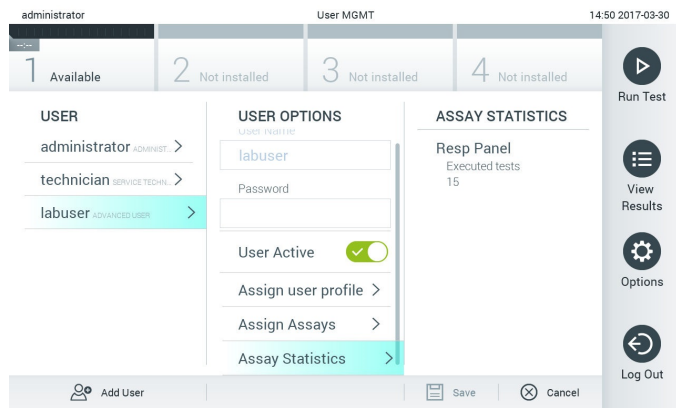 administrator User MGMT 14:50 2017-03-30
--:--
1 Available 2 Not installed 3 Not installed 4 Not installed
Run Test
USER
administrator ADMINIST.. >
technician SERVICE TECHN.. >
labuser ADVANCED USER >
USER OPTIONS
User Name
labuser
Password
User Active
Assign user profile >
Assign Assays >
Assay Statistics >
ASSAY STATISTICS
Resp Panel
Executed tests
15
View
Results
Options
Log Out
Add User Save Cancel